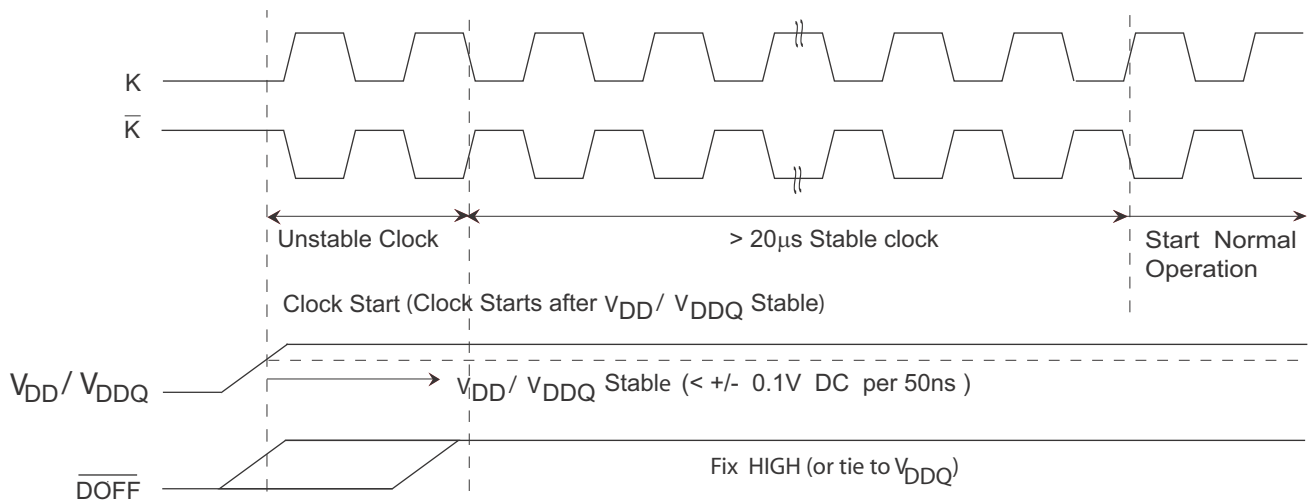 K
K̅
Unstable Clock
> 20μs Stable clock
Start Normal
Operation
Clock Start (Clock Starts after VDD / VDDQ Stable)
VDD / VDDQ
VDD / VDDQ Stable (< +/- 0.1V DC per 50ns )
D̅O̅F̅F̅
Fix HIGH (or tie to VDDQ)